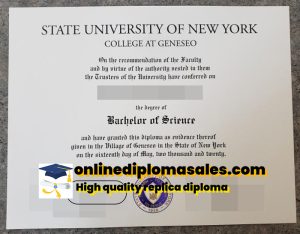 STATE UNIVERSITY OF NEW YORK
COLLEGE AT GENESEO
On the recommendation of the Faculty
and by virtue of the authority vested in them
the Trustees of the University have conferred on
the degree of
Bachelor of Science
and have granted this diploma as evidence thereof
given in the Village of Geneseo in the State of New York
on the sixteenth day of May, two thousand and twenty.
onlinediplomasales.com
High quality replica diploma